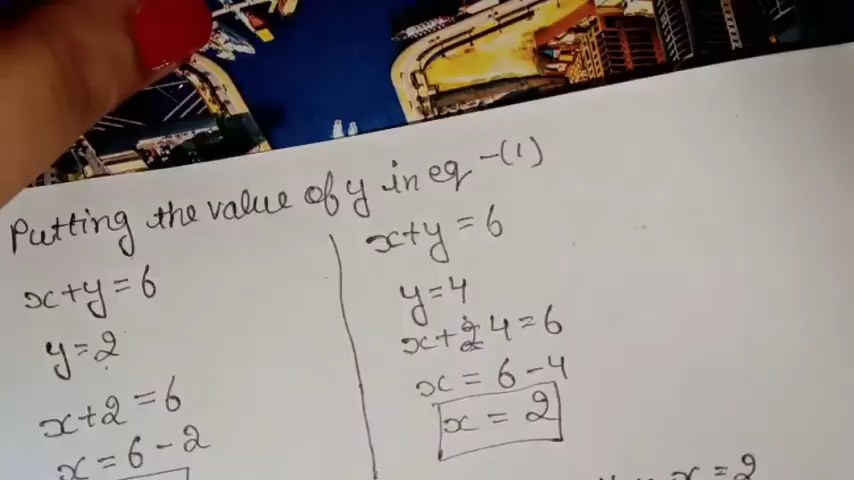 Putting the value of y in eq -(1)
x+y=6
y=2
x+2=6
x=6-2
x+y=6
y=4
x+4=6
x=6-4
x=2
x=2